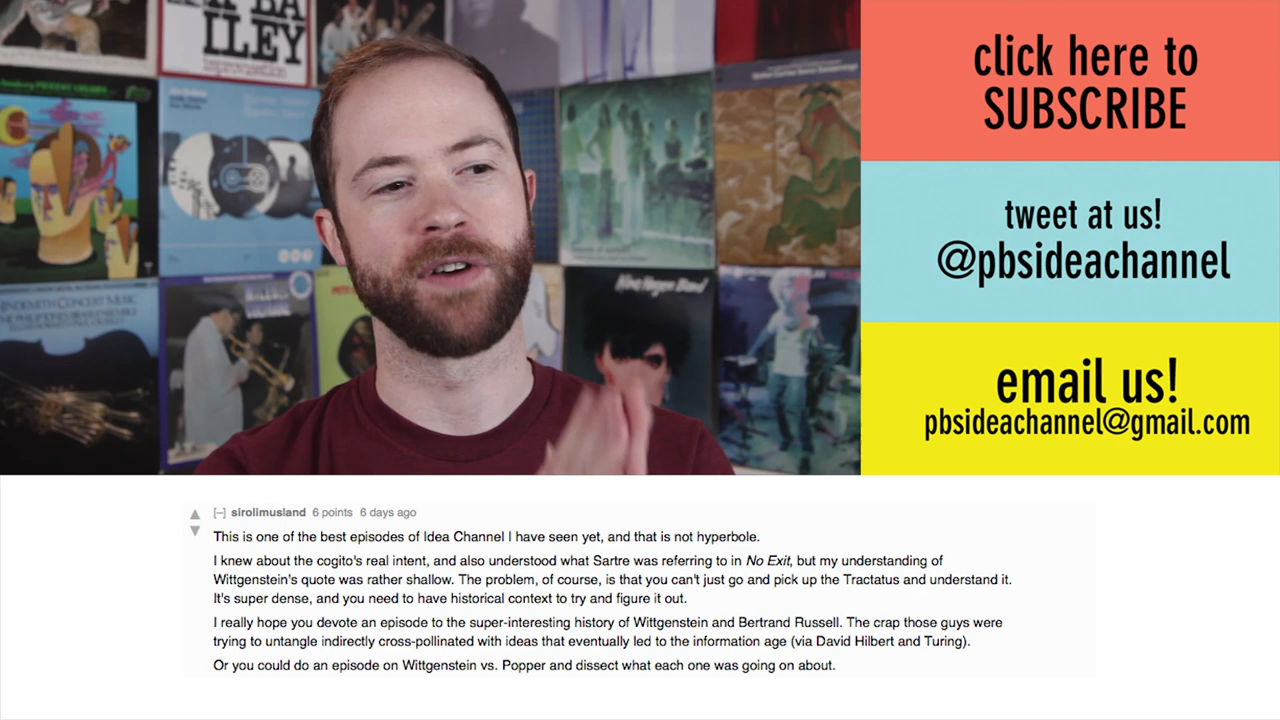 BAILEY
click here to
SUBSCRIBE
tweet at us!
@pbsideachannel
email us!
pbsideachannel@gmail.com
HINDEMITH CONCERT MUSIC
Nina Hagen Band
[–] sirolimusland 6 points 6 days ago
This is one of the best episodes of Idea Channel I have seen yet, and that is not hyperbole.
I knew about the cogito's real intent, and also understood what Sartre was referring to in No Exit, but my understanding of
Wittgenstein's quote was rather shallow. The problem, of course, is that you can't just go and pick up the Tractatus and understand it.
It's super dense, and you need to have historical context to try and figure it out.
I really hope you devote an episode to the super-interesting history of Wittgenstein and Bertrand Russell. The crap those guys were
trying to untangle indirectly cross-pollinated with ideas that eventually led to the information age (via David Hilbert and Turing).
Or you could do an episode on Wittgenstein vs. Popper and dissect what each one was going on about.